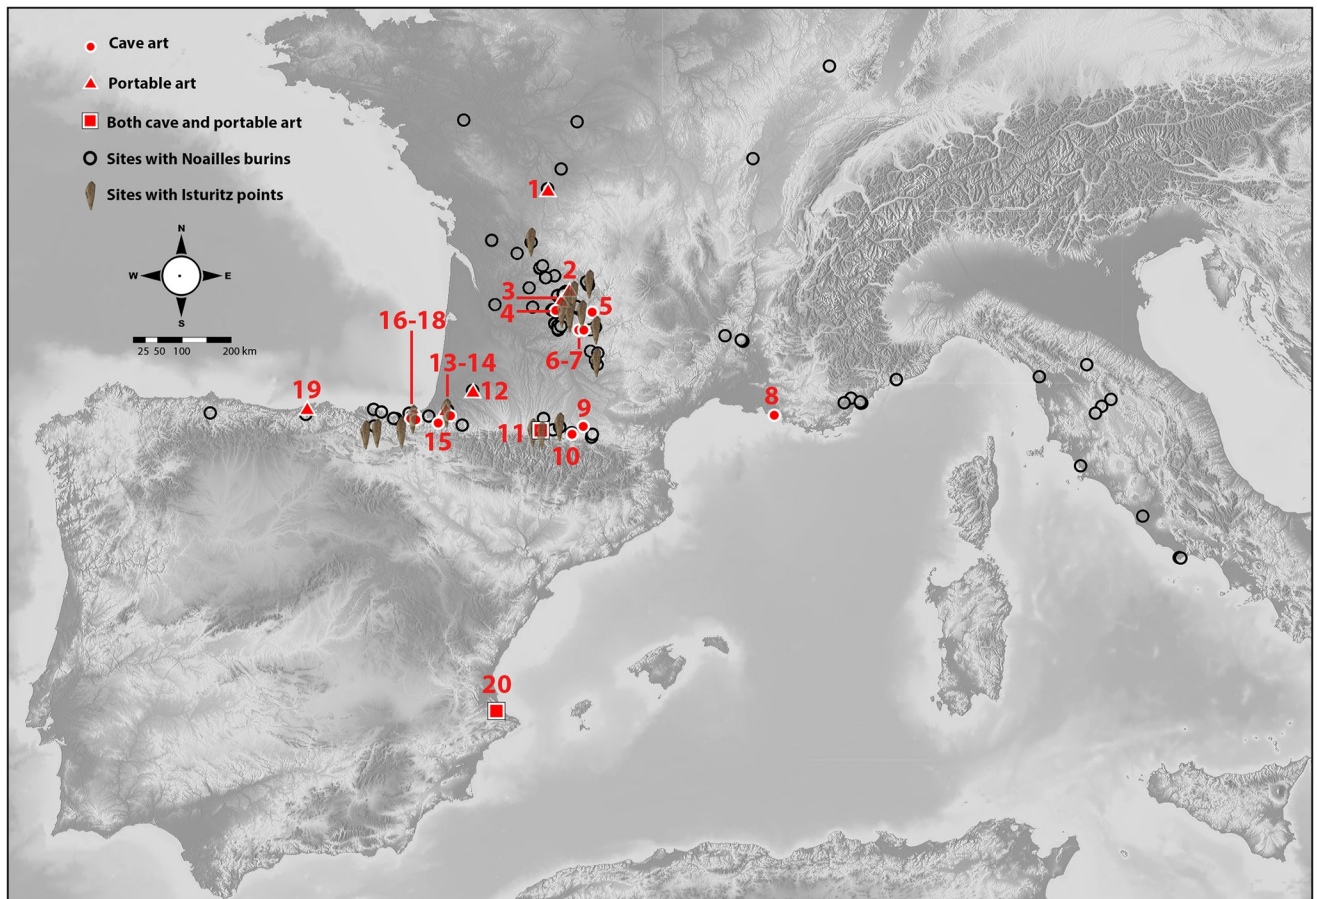 Cave art
Portable art
Both cave and portable art
Sites with Noailles burins
Sites with Isturitz points
N
W
E
S
25 50 100 200 km
1
2
3
4
5
6-7
16-18
13-14
12
19
8
9
11
15
10
20